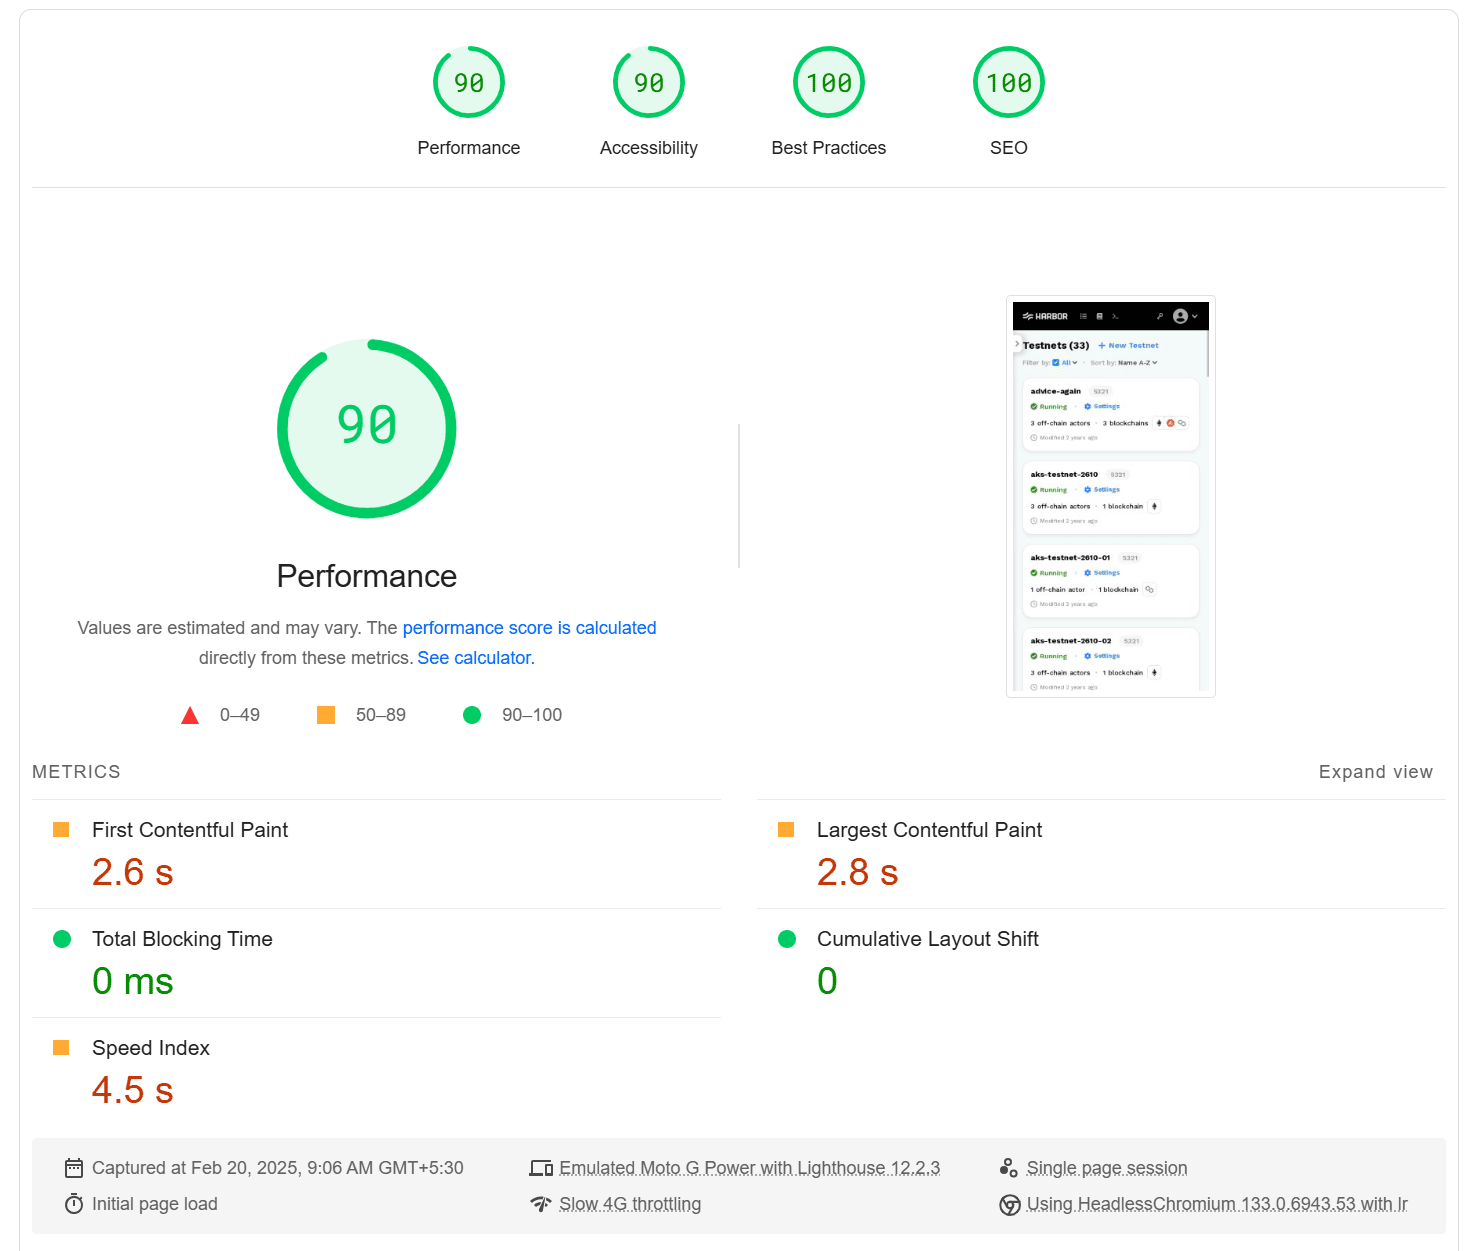 90
90
100
100
Performance
Accessibility
Best Practices
SEO
90
Performance
Values are estimated and may vary. The performance score is calculated
directly from these metrics. See calculator.
0–49
50–89
90–100
HARBOR
Testnets (33) + New Testnet
Filter by: All · Sort by: Name A-Z
advice-again 5321
Running · Settings
3 off-chain actors · 3 blockchains
Modified 2 years ago
aks-testnet-2610 5321
Running · Settings
3 off-chain actors · 1 blockchain
Modified 2 years ago
aks-testnet-2610-01 5321
Running · Settings
1 off-chain actor · 1 blockchain
Modified 2 years ago
aks-testnet-2610-02 5321
Running · Settings
3 off-chain actors · 1 blockchain
Modified 2 years ago
METRICS
Expand view
First Contentful Paint
2.6 s
Largest Contentful Paint
2.8 s
Total Blocking Time
0 ms
Cumulative Layout Shift
0
Speed Index
4.5 s
Captured at Feb 20, 2025, 9:06 AM GMT+5:30
Emulated Moto G Power with Lighthouse 12.2.3
Single page session
Initial page load
Slow 4G throttling
Using HeadlessChromium 133.0.6943.53 with lr